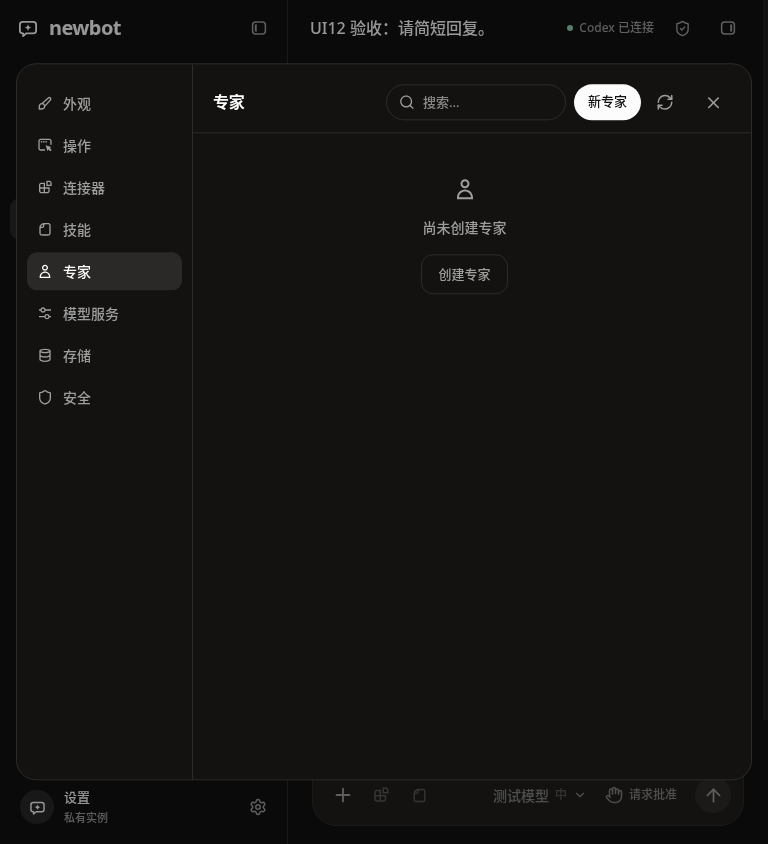 newbot
UI12 验收：请简短回复。
Codex 已连接
外观
操作
连接器
技能
专家
模型服务
存储
安全
专家
搜索...
新专家
尚未创建专家
创建专家
设置
私有实例
测试模型 中
请求批准